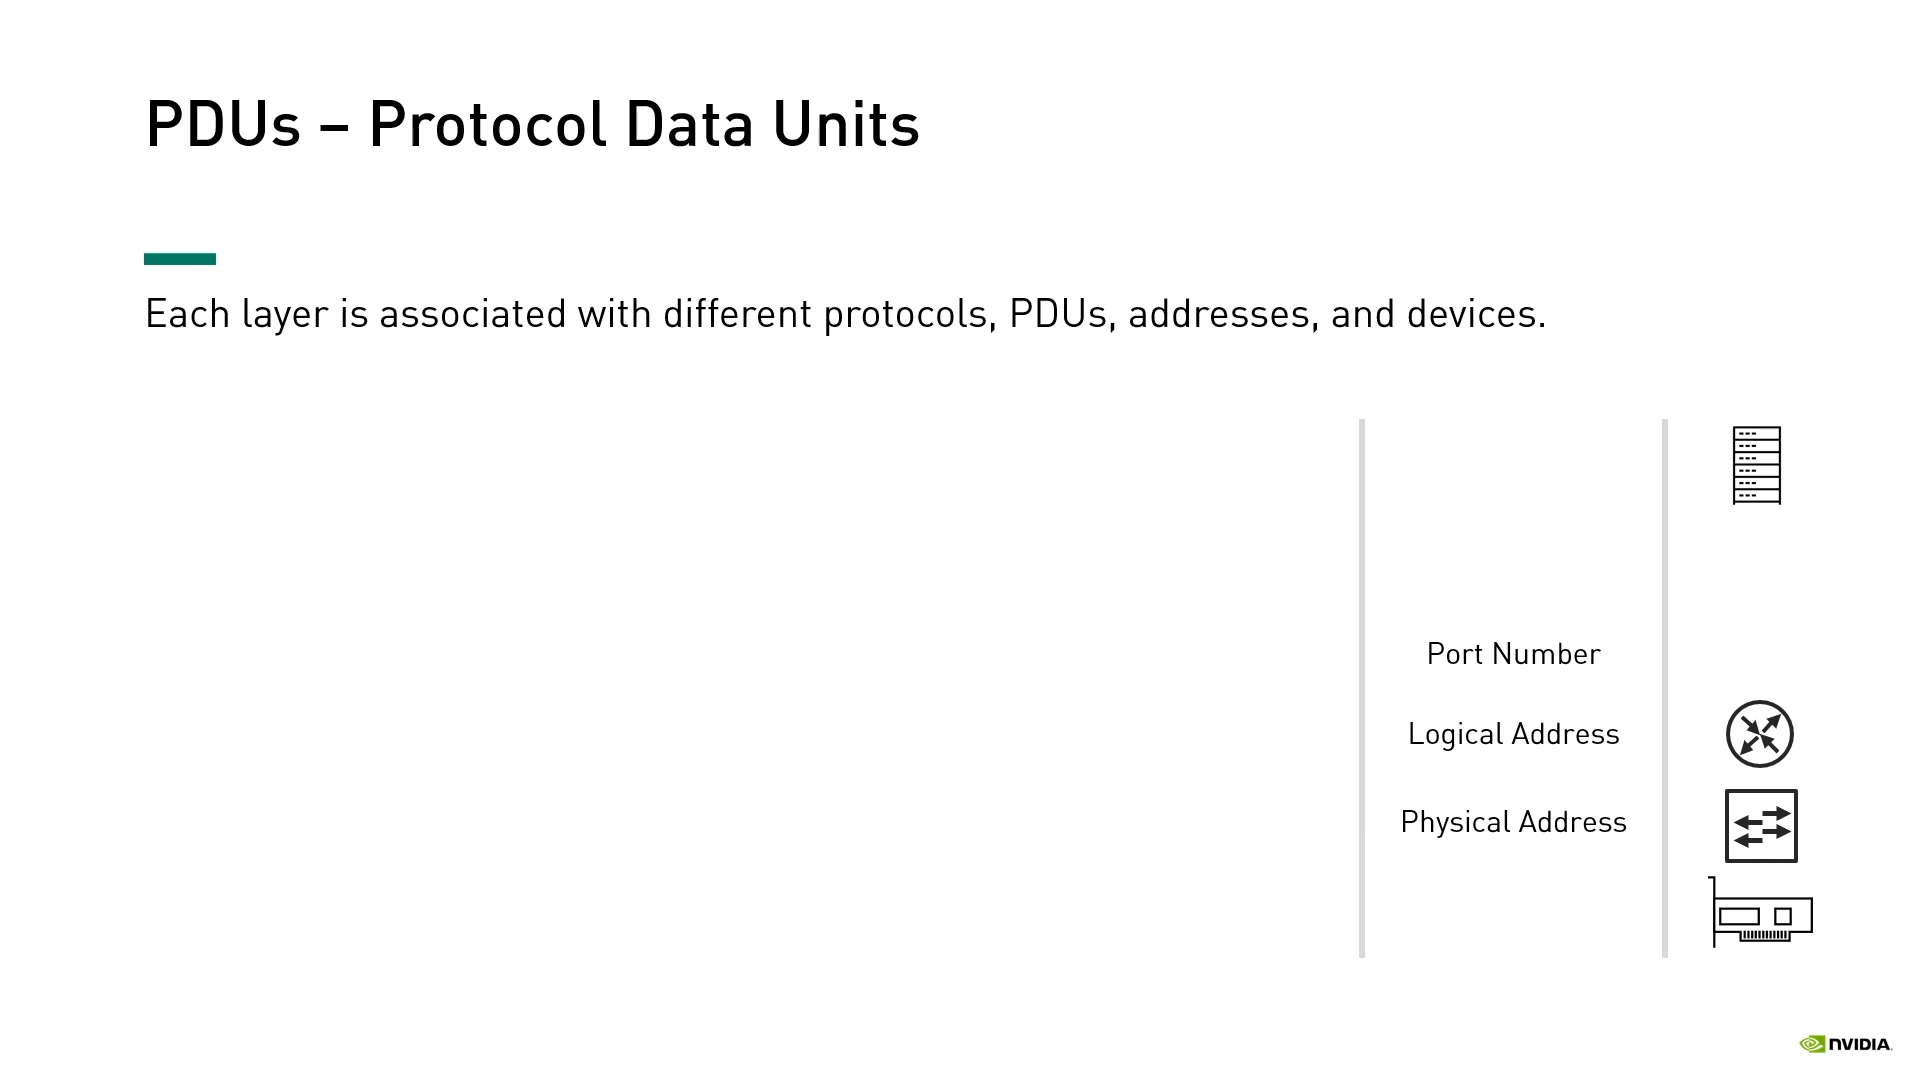 PDUs – Protocol Data Units
Each layer is associated with different protocols, PDUs, addresses, and devices.
Port Number
Logical Address
Physical Address
NVIDIA.